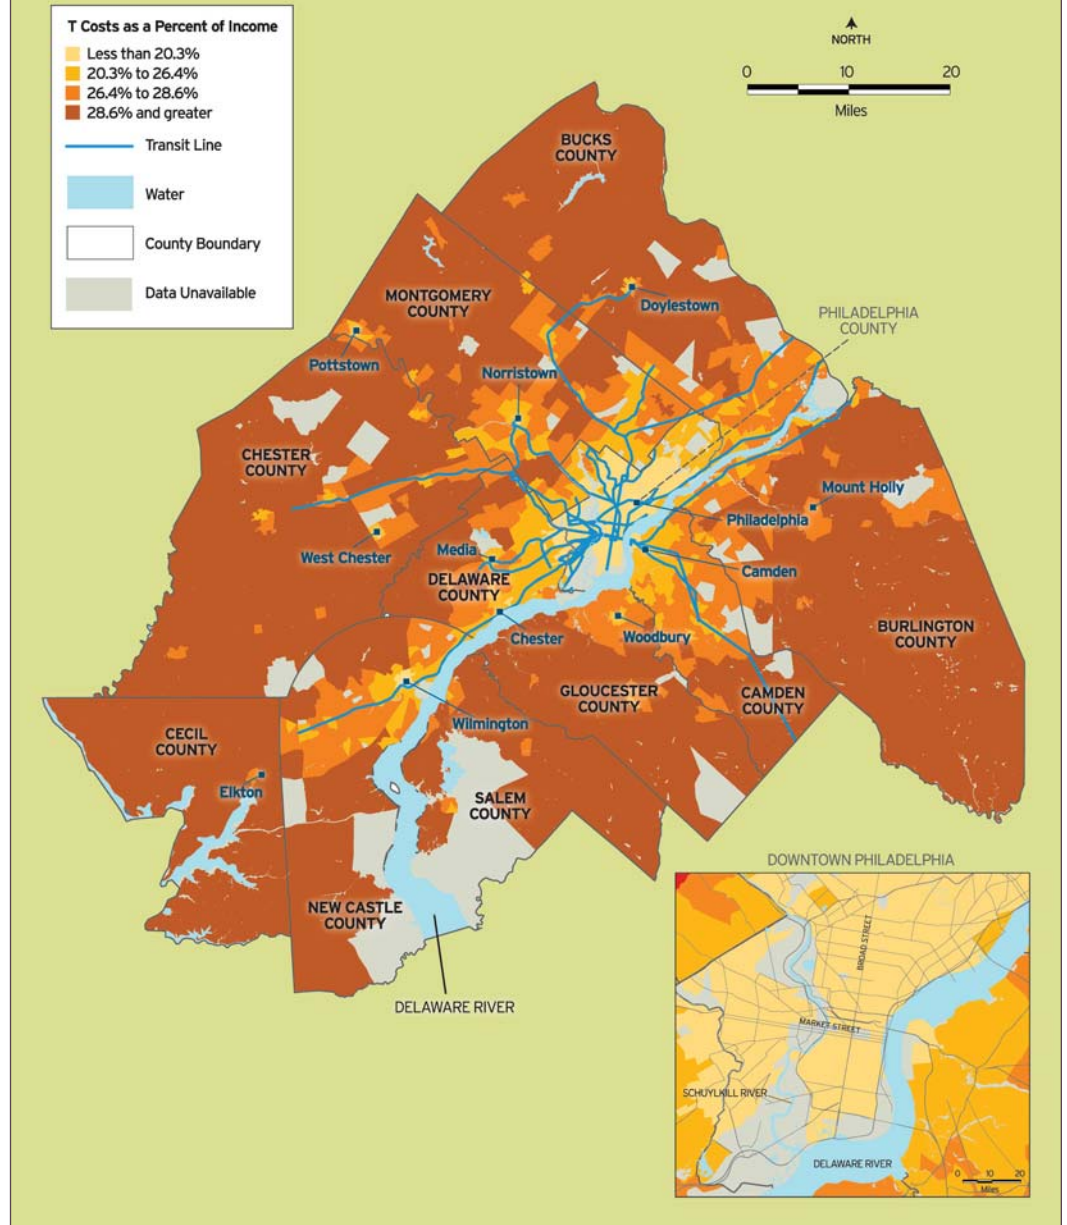 T Costs as a Percent of Income
Less than 20.3%
20.3% to 26.4%
26.4% to 28.6%
28.6% and greater
Transit Line
Water
County Boundary
Data Unavailable
NORTH
0 10 20
Miles
BUCKS
COUNTY
MONTGOMERY
COUNTY
Doylestown
PHILADELPHIA
COUNTY
Pottstown
Norristown
CHESTER
COUNTY
Mount Holly
Philadelphia
West Chester
Media
Camden
DELAWARE
COUNTY
Chester
Woodbury
BURLINGTON
COUNTY
GLOUCESTER
COUNTY
CAMDEN
COUNTY
Wilmington
CECIL
COUNTY
Elkton
SALEM
COUNTY
NEW CASTLE
COUNTY
DELAWARE RIVER
DOWNTOWN PHILADELPHIA
BROAD STREET
MARKET STREET
SCHUYLKILL RIVER
DELAWARE RIVER
0 10 20
Miles